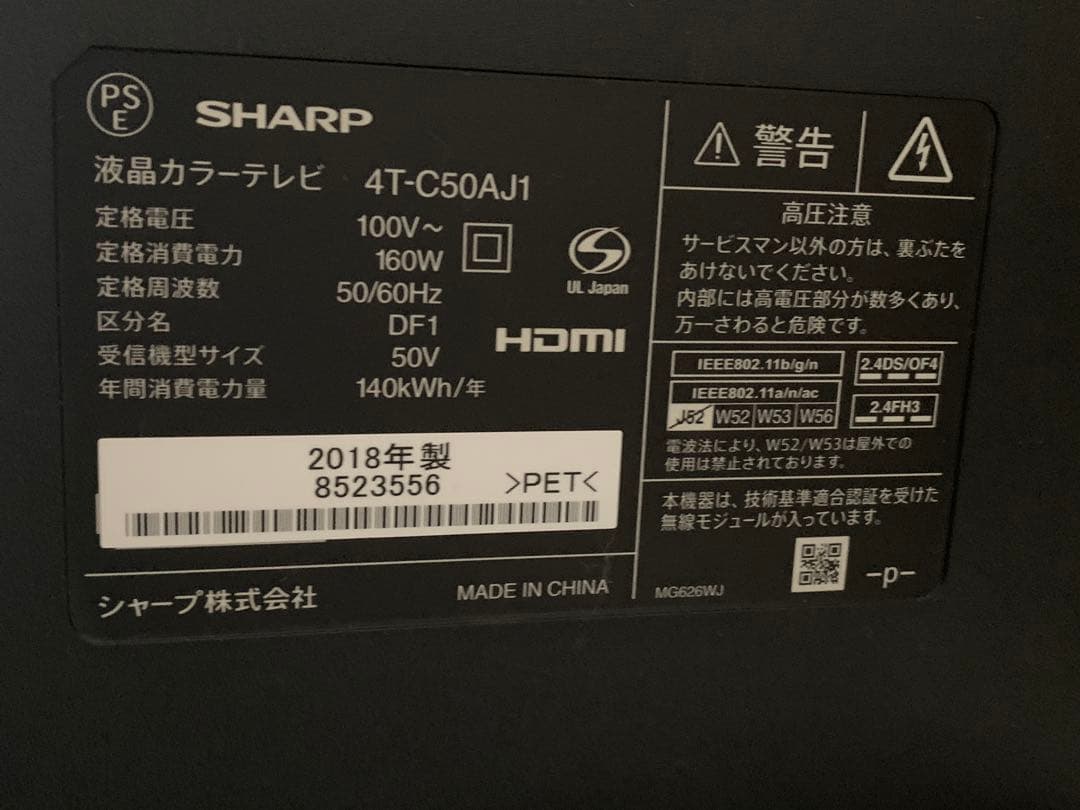 PS
E
SHARP
液晶カラーテレビ 4T-C50AJ1
定格電圧 100V～
定格消費電力 160W
定格周波数 50/60Hz
区分名 DF1
受信機型サイズ 50V
年間消費電力量 140kWh/年
UL Japan
HDMI
2018年製
8523556 >PET<
シャープ株式会社 MADE IN CHINA
警告
高圧注意
サービスマン以外の方は、裏ぶたを
あけないでください。
内部には高電圧部分が数多くあり、
万一さわると危険です。
IEEE802.11b/g/n
IEEE802.11a/n/ac
J52 W52 W53 W56
2.4DS/OF4
2.4FH3
電波法により、W52/W53は屋外での
使用は禁止されております。
本機器は、技術基準適合認証を受けた
無線モジュールが入っています。
MG626WJ
-p-